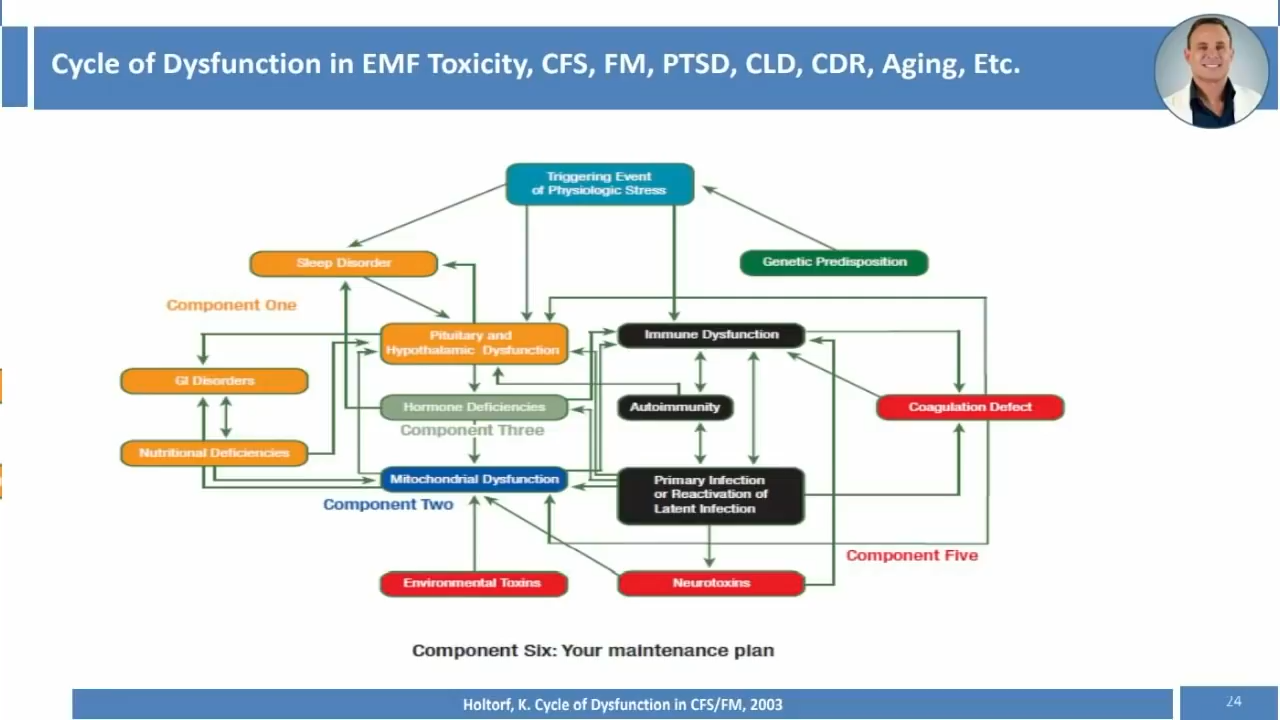 Cycle of Dysfunction in EMF Toxicity, CFS, FM, PTSD, CLD, CDR, Aging, Etc.
Triggering Event
of Physiologic Stress
Sleep Disorder
Genetic Predisposition
Component One
Pituitary and
Hypothalamic Dysfunction
Immune Dysfunction
GI Disorders
Hormone Deficiencies
Autoimmunity
Coagulation Defect
Component Three
Nutritional Deficiencies
Mitochondrial Dysfunction
Primary Infection
or Reactivation of
Latent Infection
Component Two
Component Five
Environmental Toxins
Neurotoxins
Component Six: Your maintenance plan
Holtorf, K. Cycle of Dysfunction in CFS/FM, 2003
24